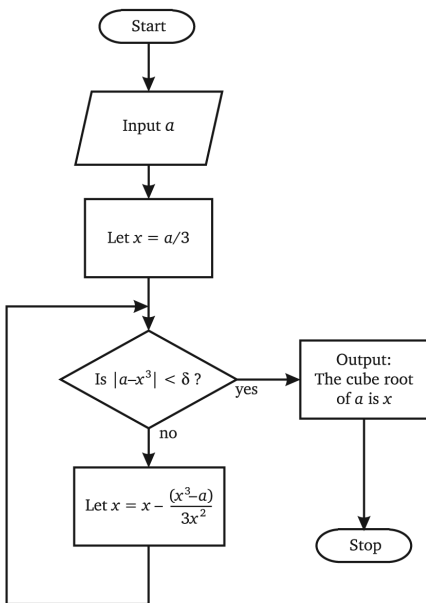 Start
Input a
Let x = a/3
Is |a–x³| < δ ?
yes
no
Output:
The cube root
of a is x
Let x = x – (x³–a)/3x²
Stop